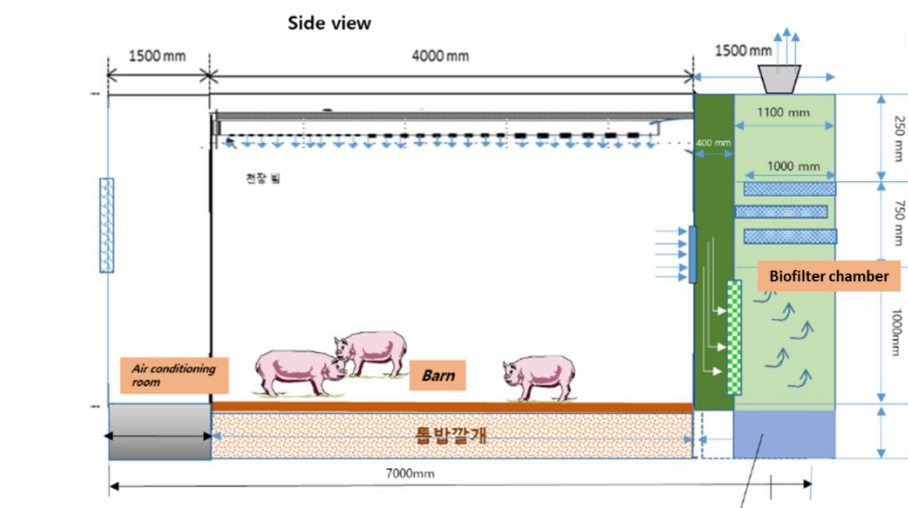 Side view
1500 mm
4000 mm
1500 mm
1100 mm
250 mm
400 mm
1000 mm
천장 빔
750 mm
Biofilter chamber
1000mm
Air conditioning
room
Barn
톱밥깔개
7000mm